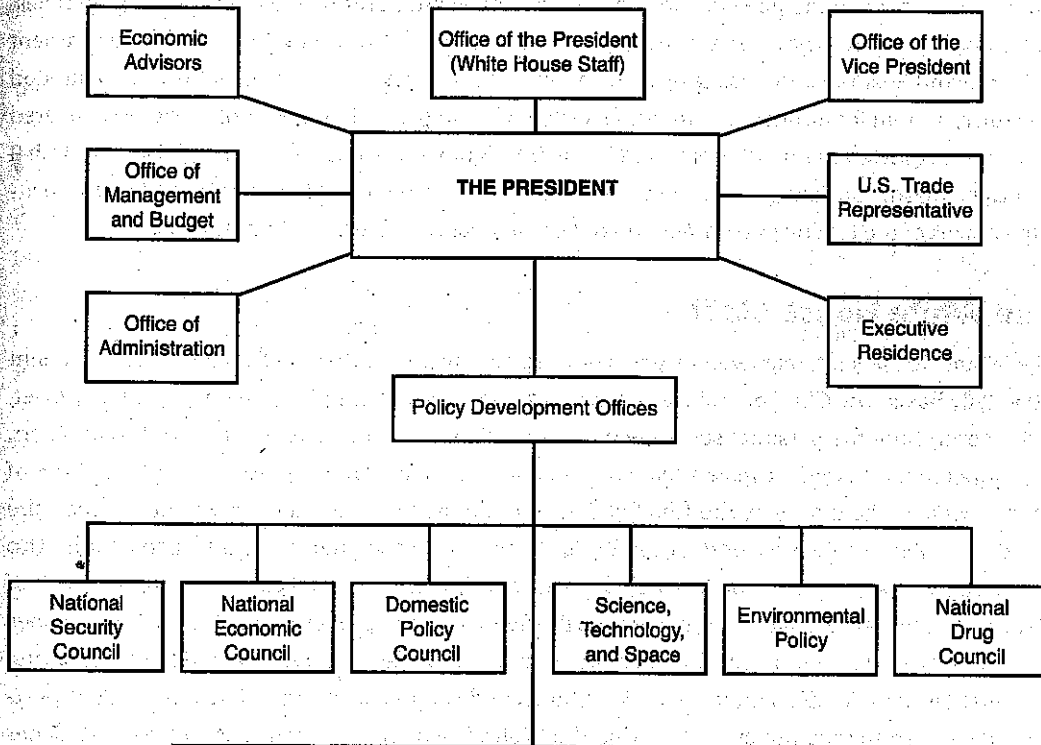 Economic
Advisors
Office of the President
(White House Staff)
Office of the
Vice President
Office of
Management
and Budget
THE PRESIDENT
U.S. Trade
Representative
Office of
Administration
Executive
Residence
Policy Development Offices
National
Security
Council
National
Economic
Council
Domestic
Policy
Council
Science,
Technology,
and Space
Environmental
Policy
National
Drug
Council